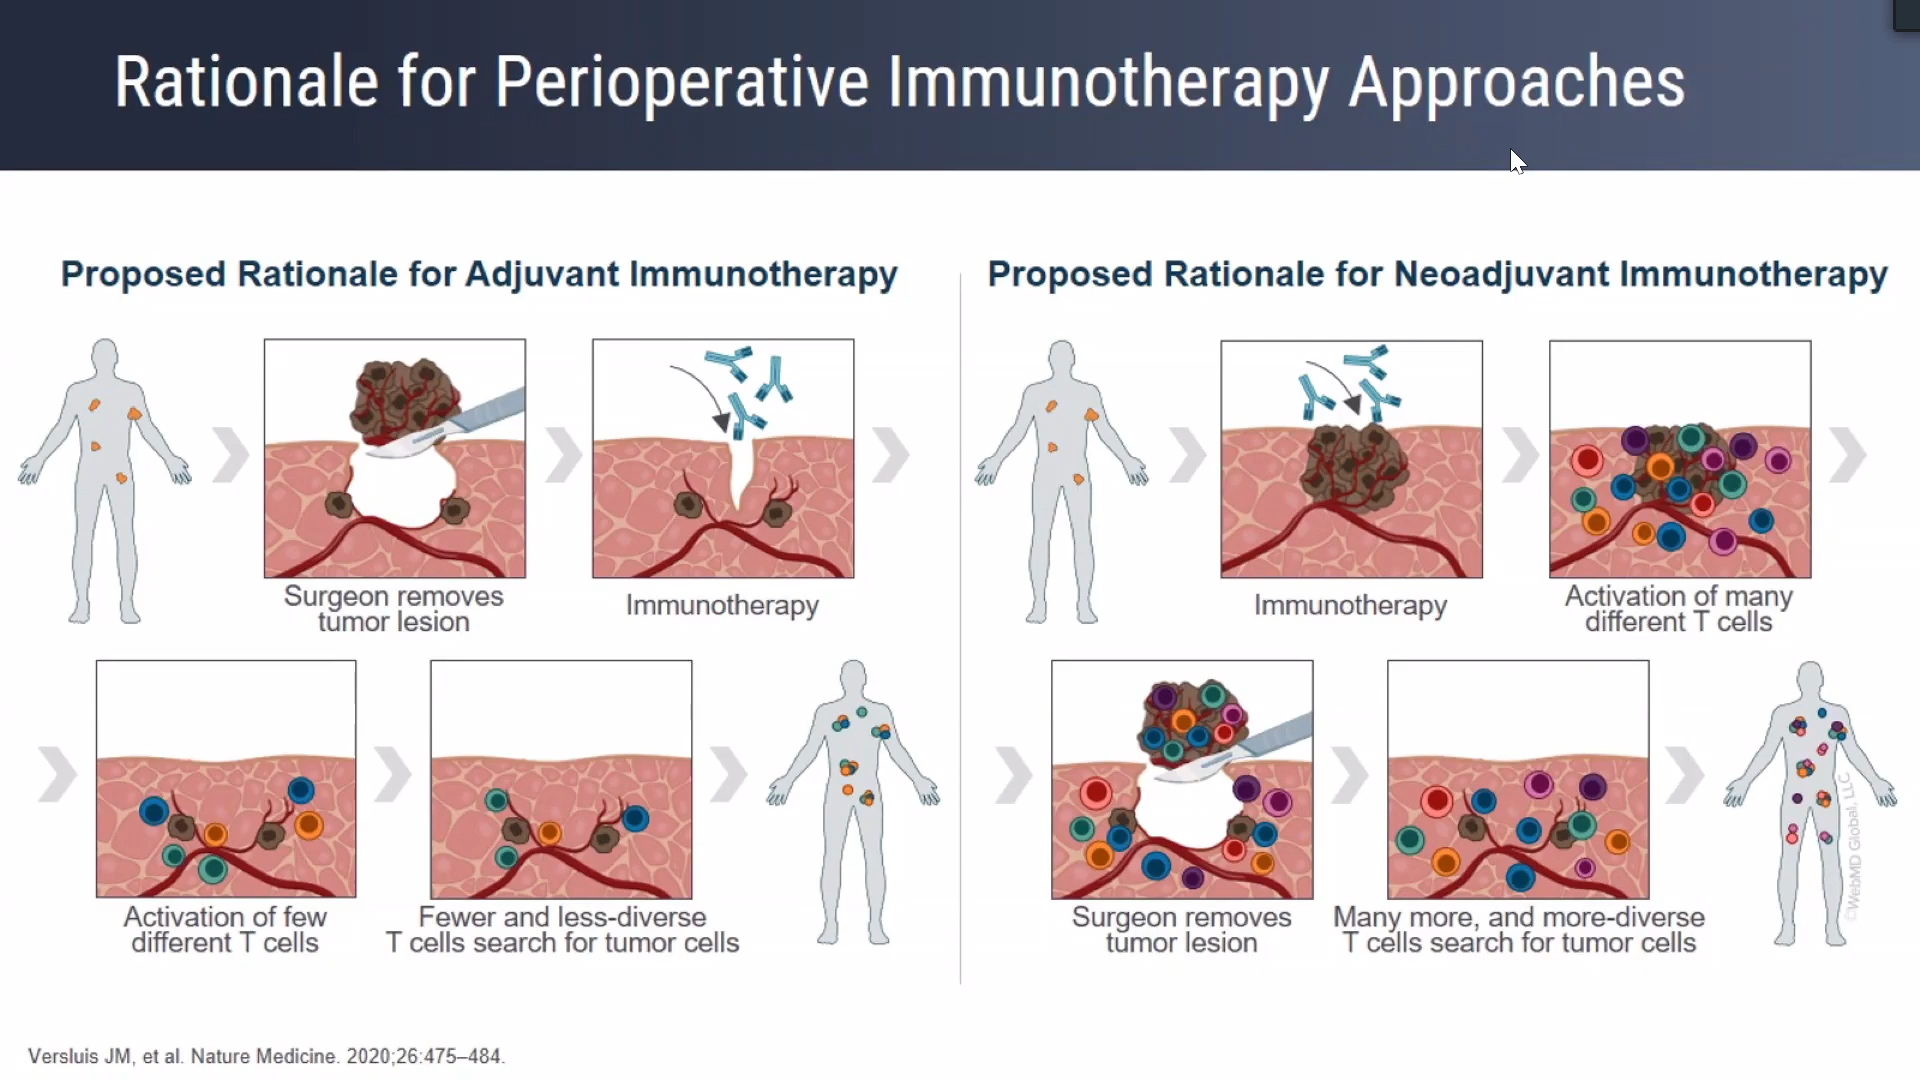 Rationale for Perioperative Immunotherapy Approaches
Proposed Rationale for Adjuvant Immunotherapy
Surgeon removes
tumor lesion
Immunotherapy
Activation of few
different T cells
Fewer and less-diverse
T cells search for tumor cells
Proposed Rationale for Neoadjuvant Immunotherapy
Immunotherapy
Activation of many
different T cells
Surgeon removes
tumor lesion
Many more, and more-diverse
T cells search for tumor cells
©WebMD Global, LLC
Versluis JM, et al. Nature Medicine. 2020;26:475–484.